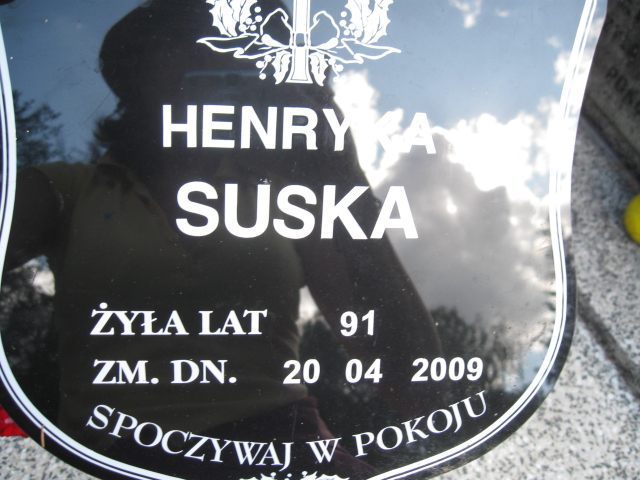 HENRYKA
SUSKA
ŻYŁA LAT 91
ZM. DN. 20 04 2009
SPOCZYWAJ W POKOJU